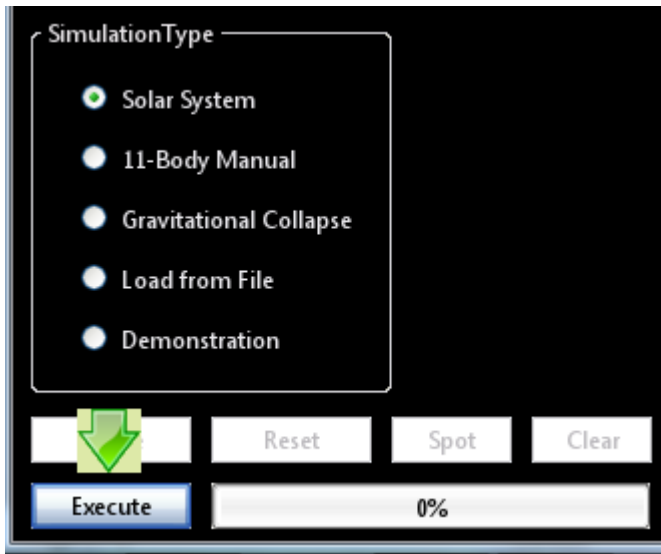 SimulationType
Solar System
11-Body Manual
Gravitational Collapse
Load from File
Demonstration
Reset Spot Clear
Execute 0%